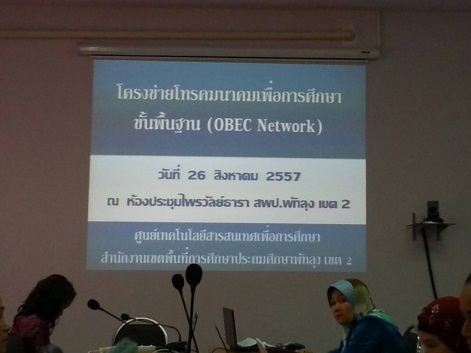 โครงข่ายโทรคมนาคมเพื่อการศึกษา
ขั้นพื้นฐาน (OBEC Network)
วันที่ 26 สิงหาคม 2557
ณ ห้องประชุมไพรวัลย์ธารา สพป.พัทลุง เขต 2
ศูนย์เทคโนโลยีสารสนเทศเพื่อการศึกษา
สำนักงานเขตพื้นที่การศึกษาประถมศึกษาพัทลุง เขต 2